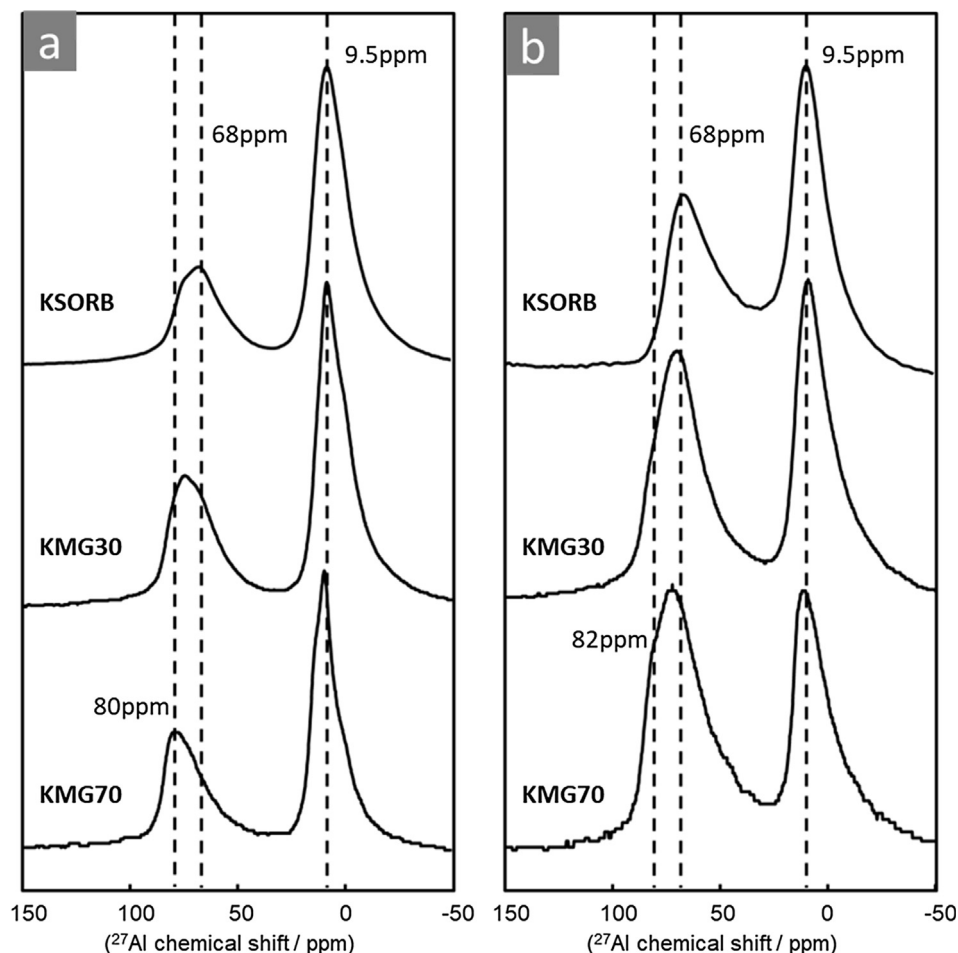 a
9.5ppm
68ppm
KSORB
KMG30
80ppm
KMG70
150 100 50 0 -50
(²⁷Al chemical shift / ppm)
b
9.5ppm
68ppm
KSORB
KMG30
82ppm
KMG70
150 100 50 0 -50
(²⁷Al chemical shift / ppm)